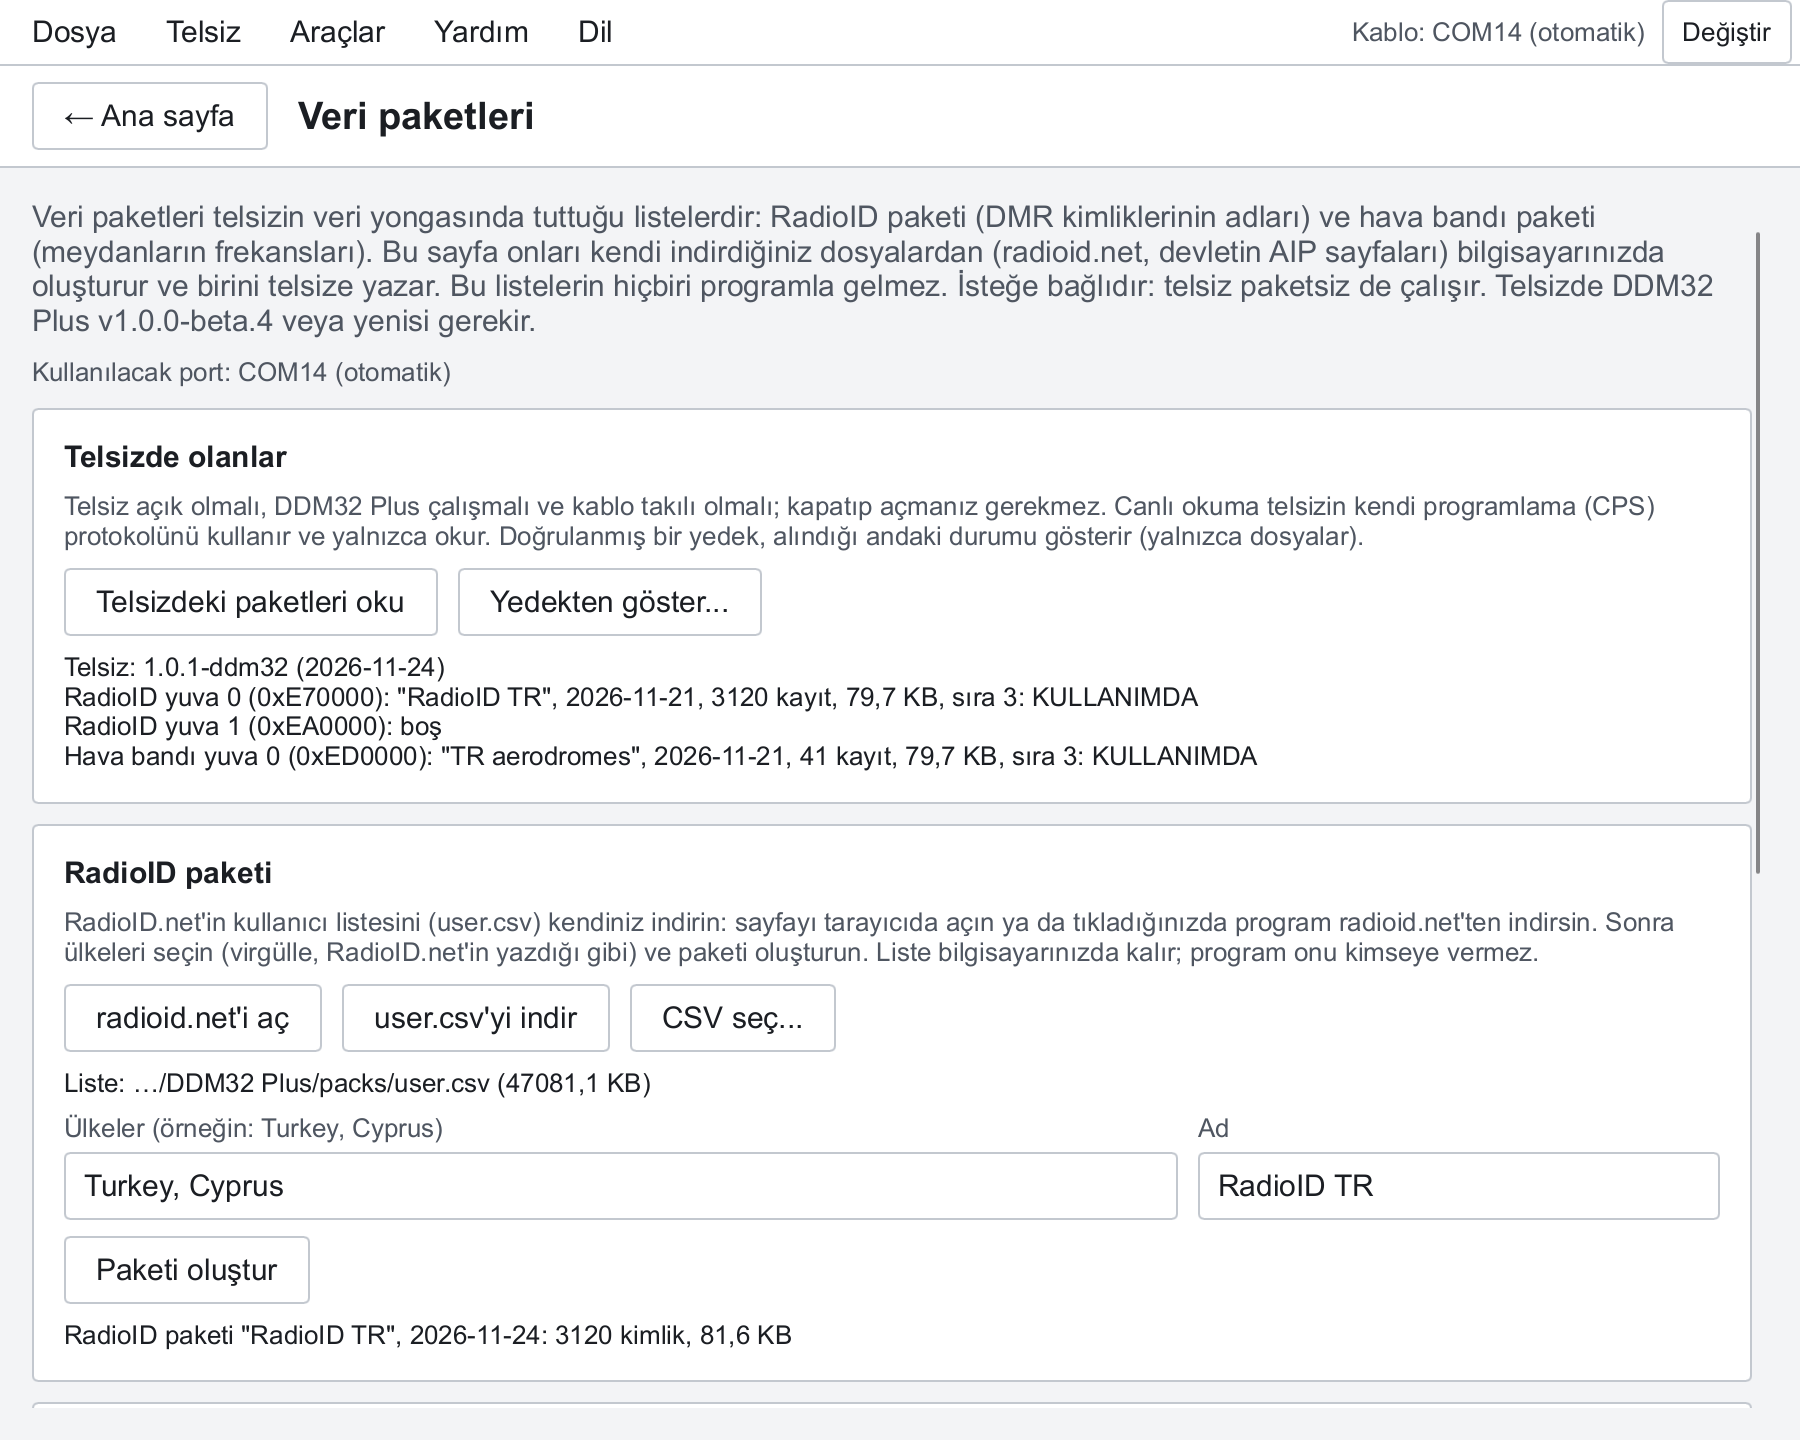 Dosya Telsiz Araçlar Yardım Dil Kablo: COM14 (otomatik) Değiştir
← Ana sayfa Veri paketleri
Veri paketleri telsizin veri yongasında tuttuğu listelerdir: RadioID paketi (DMR kimliklerinin adları) ve hava bandı paketi
(meydanların frekansları). Bu sayfa onları kendi indirdiğiniz dosyalardan (radioid.net, devletin AIP sayfaları) bilgisayarınızda
oluşturur ve birini telsize yazar. Bu listelerin hiçbiri programla gelmez. İsteğe bağlıdır: telsiz paketsiz de çalışır. Telsizde DDM32
Plus v1.0.0-beta.4 veya yenisi gerekir.
Kullanılacak port: COM14 (otomatik)
Telsizde olanlar
Telsiz açık olmalı, DDM32 Plus çalışmalı ve kablo takılı olmalı; kapatıp açmanız gerekmez. Canlı okuma telsizin kendi programlama (CPS)
protokolünü kullanır ve yalnızca okur. Doğrulanmış bir yedek, alındığı andaki durumu gösterir (yalnızca dosyalar).
Telsizdeki paketleri oku Yedekten göster...
Telsiz: 1.0.1-ddm32 (2026-11-24)
RadioID yuva 0 (0xE70000): "RadioID TR", 2026-11-21, 3120 kayıt, 79,7 KB, sıra 3: KULLANIMDA
RadioID yuva 1 (0xEA0000): boş
Hava bandı yuva 0 (0xED0000): "TR aerodromes", 2026-11-21, 41 kayıt, 79,7 KB, sıra 3: KULLANIMDA
RadioID paketi
RadioID.net'in kullanıcı listesini (user.csv) kendiniz indirin: sayfayı tarayıcıda açın ya da tıkladığınızda program radioid.net'ten indirsin. Sonra
ülkeleri seçin (virgülle, RadioID.net'in yazdığı gibi) ve paketi oluşturun. Liste bilgisayarınızda kalır; program onu kimseye vermez.
radioid.net'i aç user.csv'yi indir CSV seç...
Liste: …/DDM32 Plus/packs/user.csv (47081,1 KB)
Ülkeler (örneğin: Turkey, Cyprus) Ad
Turkey, Cyprus RadioID TR
Paketi oluştur
RadioID paketi "RadioID TR", 2026-11-24: 3120 kimlik, 81,6 KB